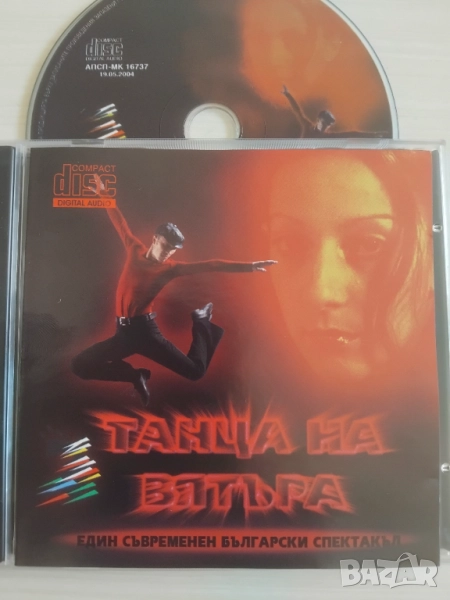 COMPACT
disc
DIGITAL AUDIO
АПСП-МК 16737
19.05.2004
COMPACT
disc
DIGITAL AUDIO
ТАНЦА НА
ВЯТЪРА
ЕДИН СЪВРЕМЕНЕН БЪЛГАРСКИ СПЕКТАКЪЛ
BAZAR